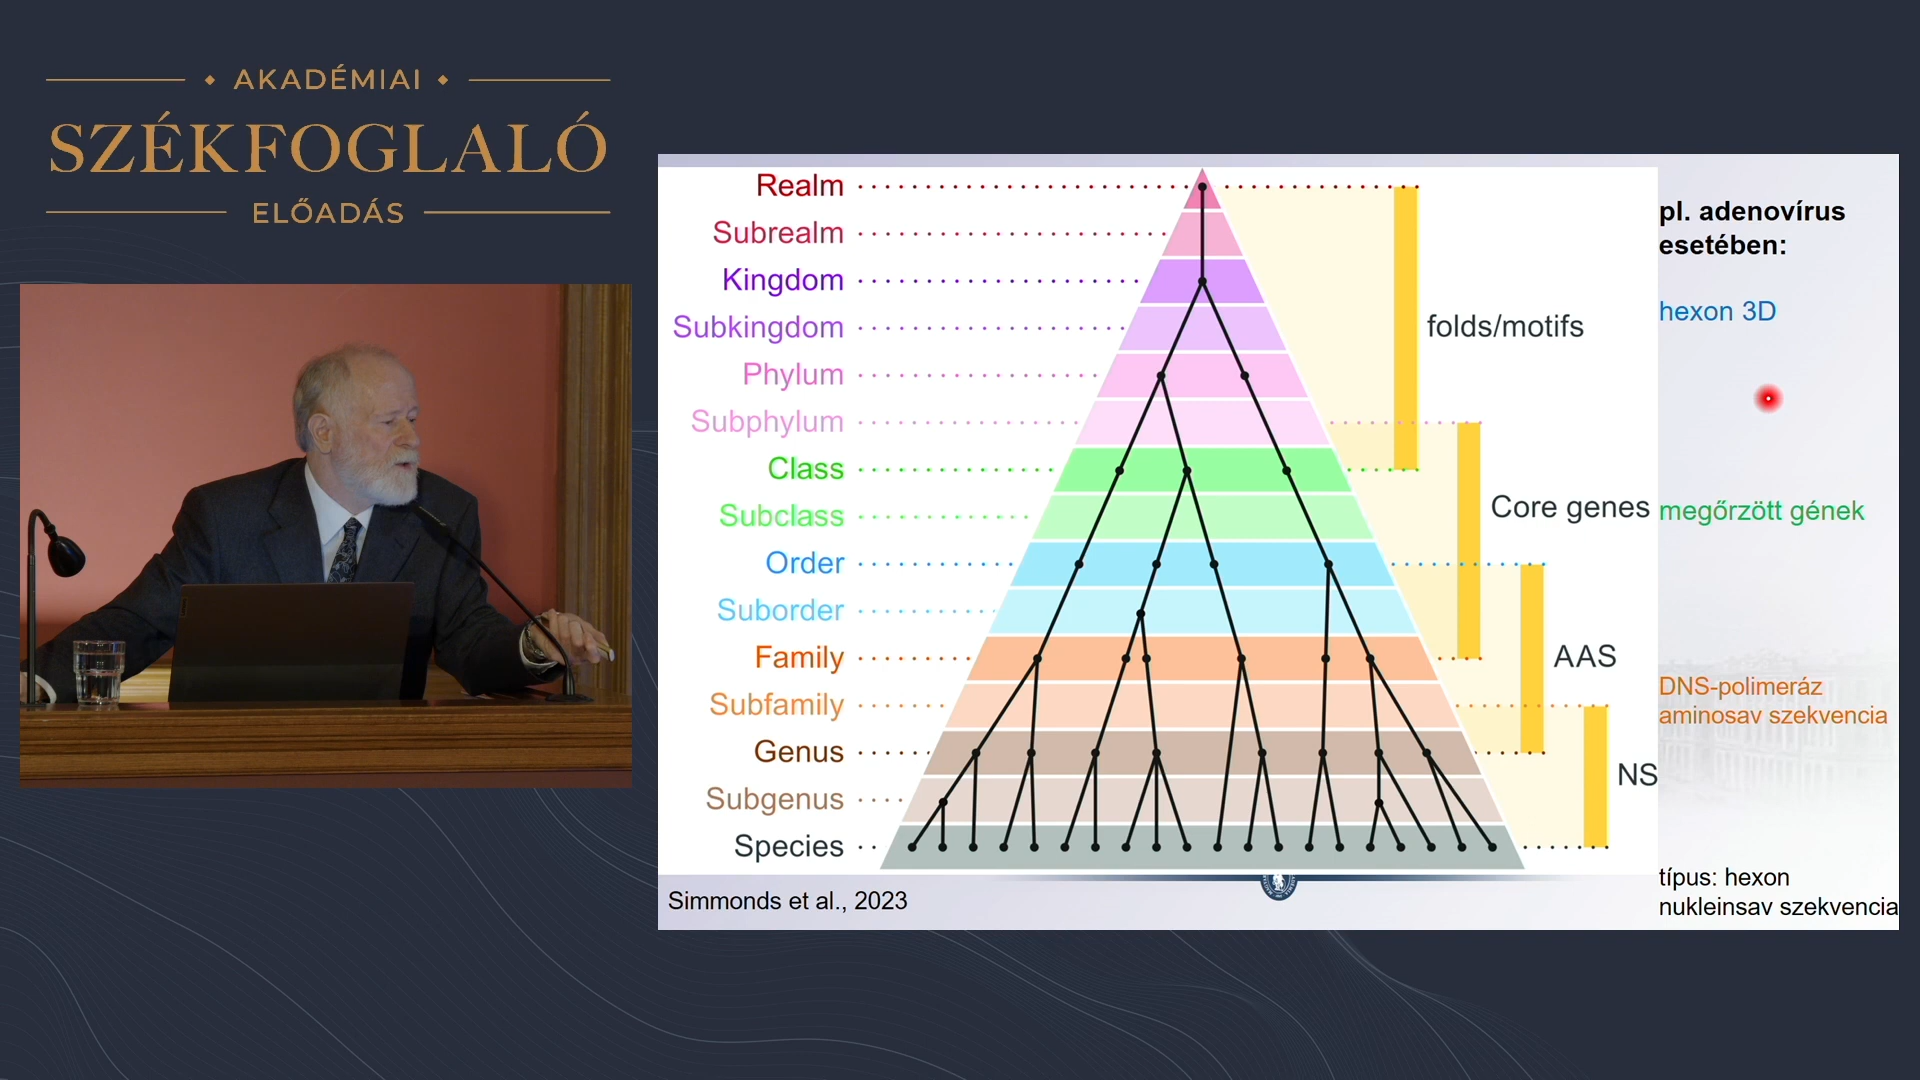 AKADÉMIAI
SZÉKFOGLALÓ
ELŐADÁS
Realm
Subrealm
Kingdom
Subkingdom
Phylum
Subphylum
Class
Subclass
Order
Suborder
Family
Subfamily
Genus
Subgenus
Species
folds/motifs
Core genes
AAS
NS
pl. adenovírus
esetében:
hexon 3D
megőrzött gének
DNS-polimeráz
aminosav szekvencia
típus: hexon
nukleinsav szekvencia
Simmonds et al., 2023